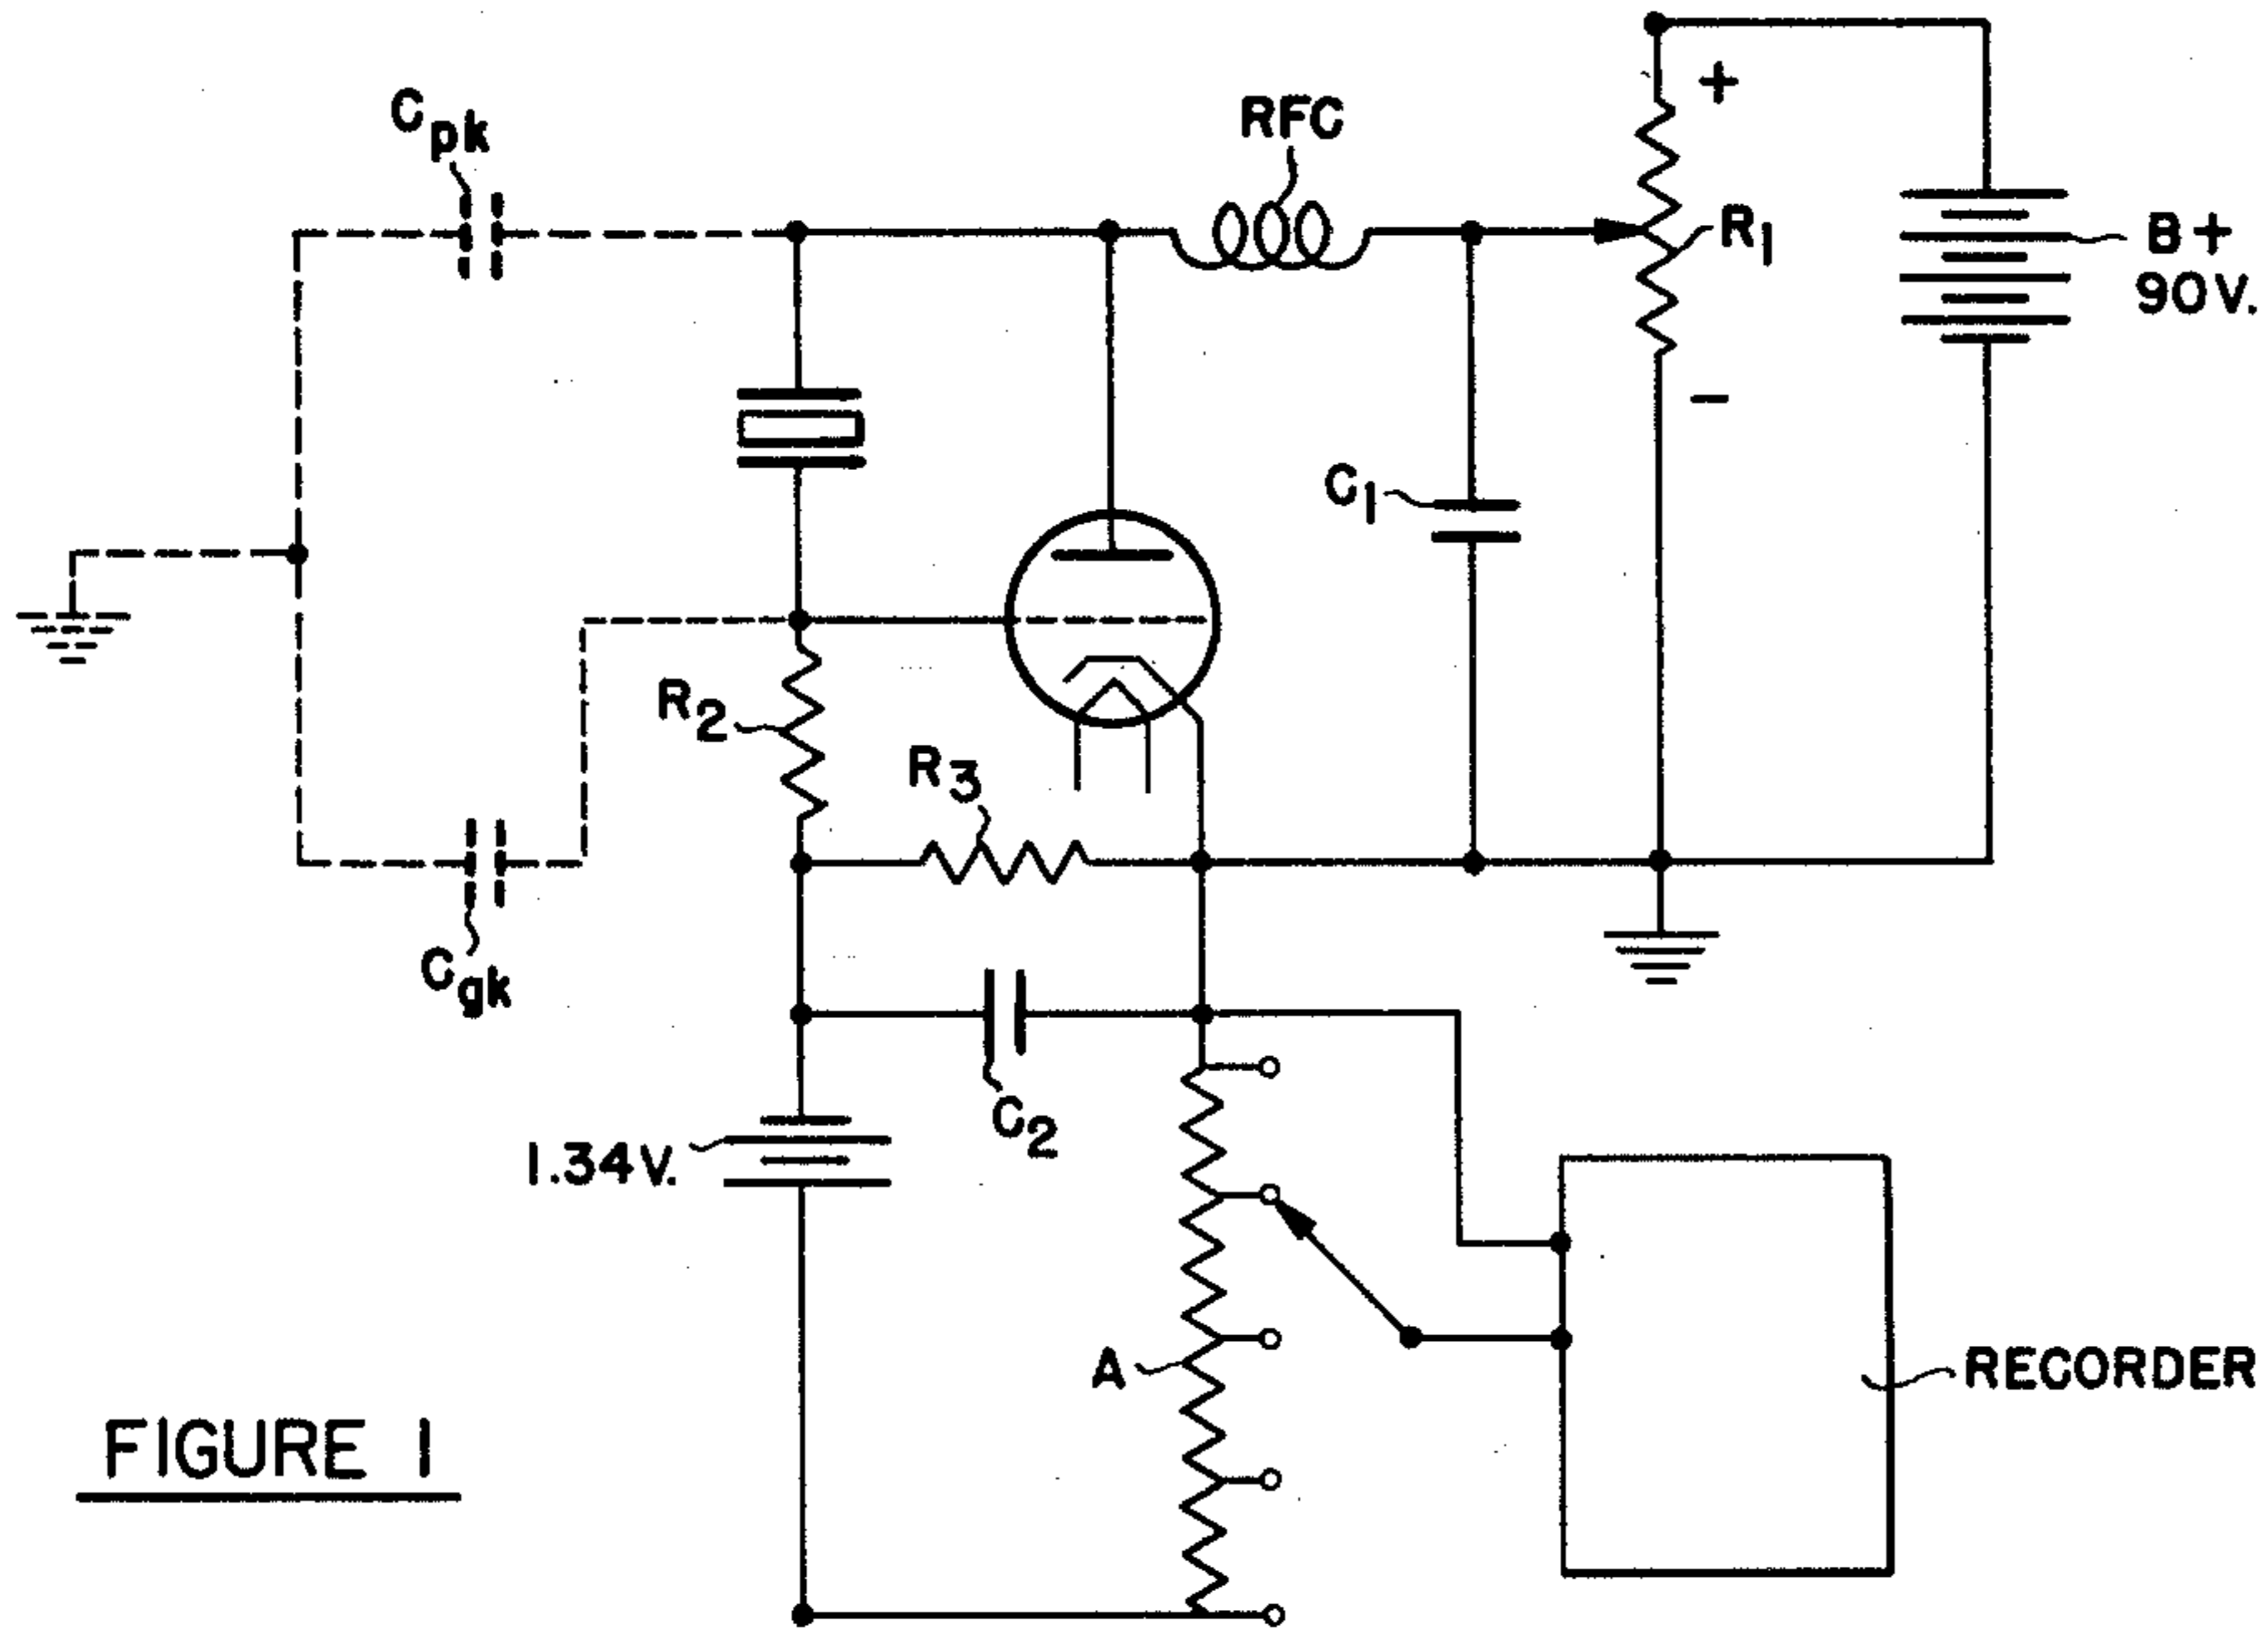 Cpk
RFC
+
R1
B+
90V.
−
C1
R2
R3
Cgk
C2
1.34V.
A
RECORDER
FIGURE 1